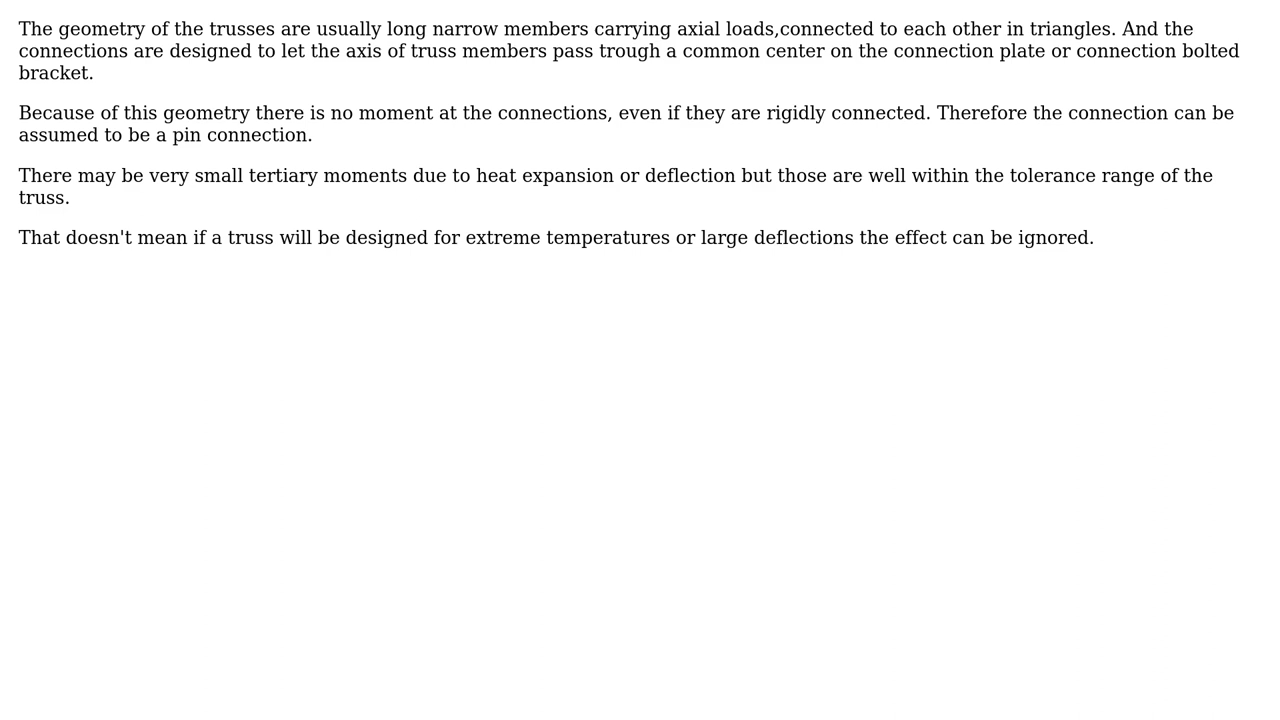 The geometry of the trusses are usually long narrow members carrying axial loads,connected to each other in triangles. And the
connections are designed to let the axis of truss members pass trough a common center on the connection plate or connection bolted
bracket.
Because of this geometry there is no moment at the connections, even if they are rigidly connected. Therefore the connection can be
assumed to be a pin connection.
There may be very small tertiary moments due to heat expansion or deflection but those are well within the tolerance range of the
truss.
That doesn't mean if a truss will be designed for extreme temperatures or large deflections the effect can be ignored.